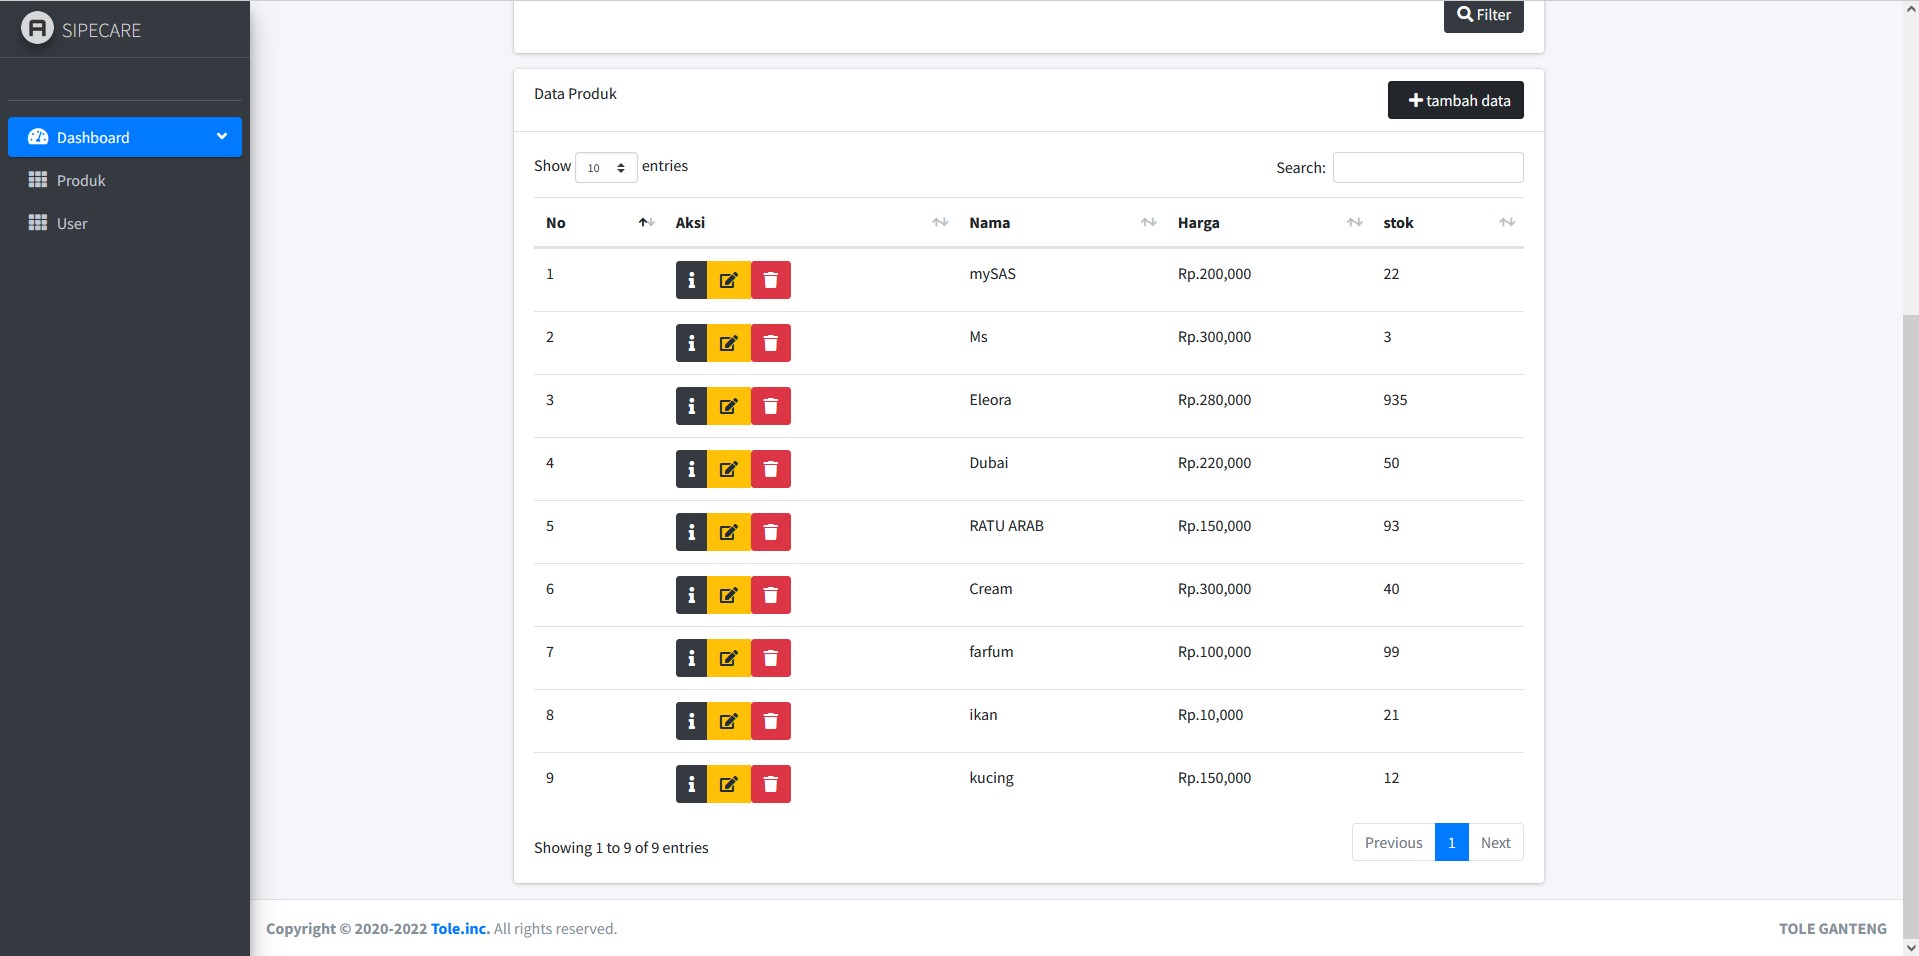 SIPECARE
Dashboard
Produk
User
Filter
Data Produk
tambah data
Show 10 entries
Search:
No Aksi Nama Harga stok
1 mySAS Rp.200,000 22
2 Ms Rp.300,000 3
3 Eleora Rp.280,000 935
4 Dubai Rp.220,000 50
5 RATU ARAB Rp.150,000 93
6 Cream Rp.300,000 40
7 farfum Rp.100,000 99
8 ikan Rp.10,000 21
9 kucing Rp.150,000 12
Showing 1 to 9 of 9 entries
Previous 1 Next
Copyright © 2020-2022 Tole.inc. All rights reserved.
TOLE GANTENG